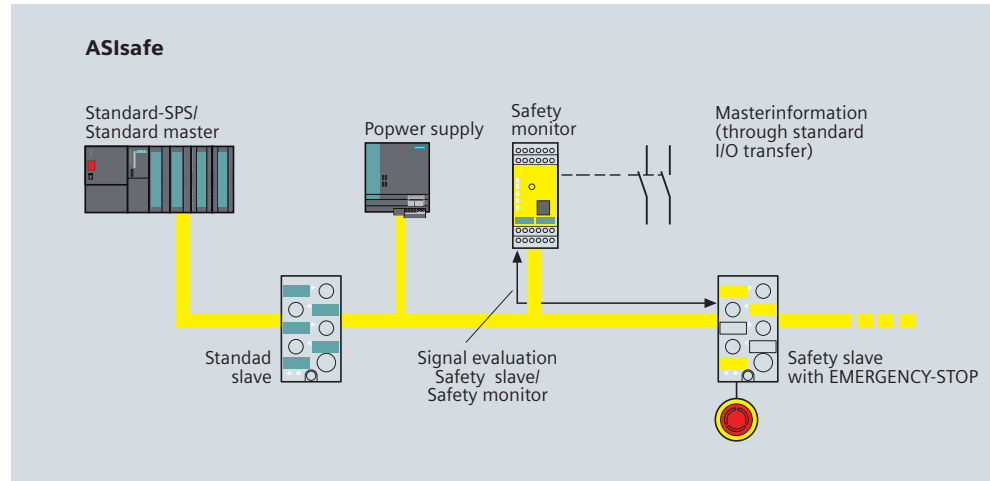 ASIsafe
Standard-SPS/
Standard master
Popwer supply
Safety
monitor
Masterinformation
(through standard
I/O transfer)
Standad
slave
Signal evaluation
Safety slave/
Safety monitor
Safety slave
with EMERGENCY-STOP